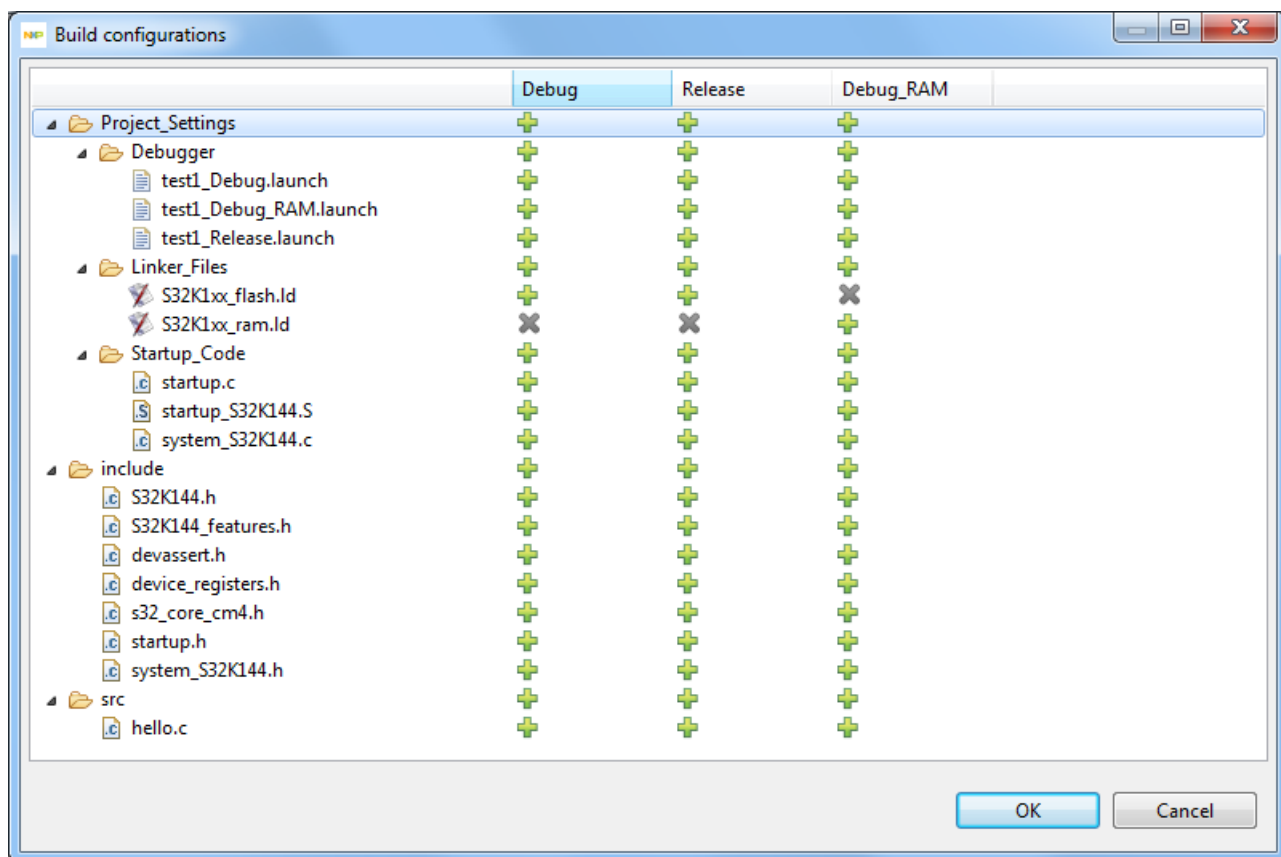 NXP Build configurations
Debug Release Debug_RAM
Project_Settings
Debugger
test1_Debug.launch
test1_Debug_RAM.launch
test1_Release.launch
Linker_Files
S32K1xx_flash.ld
S32K1xx_ram.ld
Startup_Code
.c startup.c
.S startup_S32K144.S
.c system_S32K144.c
include
.c S32K144.h
.c S32K144_features.h
.c devassert.h
.c device_registers.h
.c s32_core_cm4.h
.c startup.h
.c system_S32K144.h
src
.c hello.c
OK Cancel